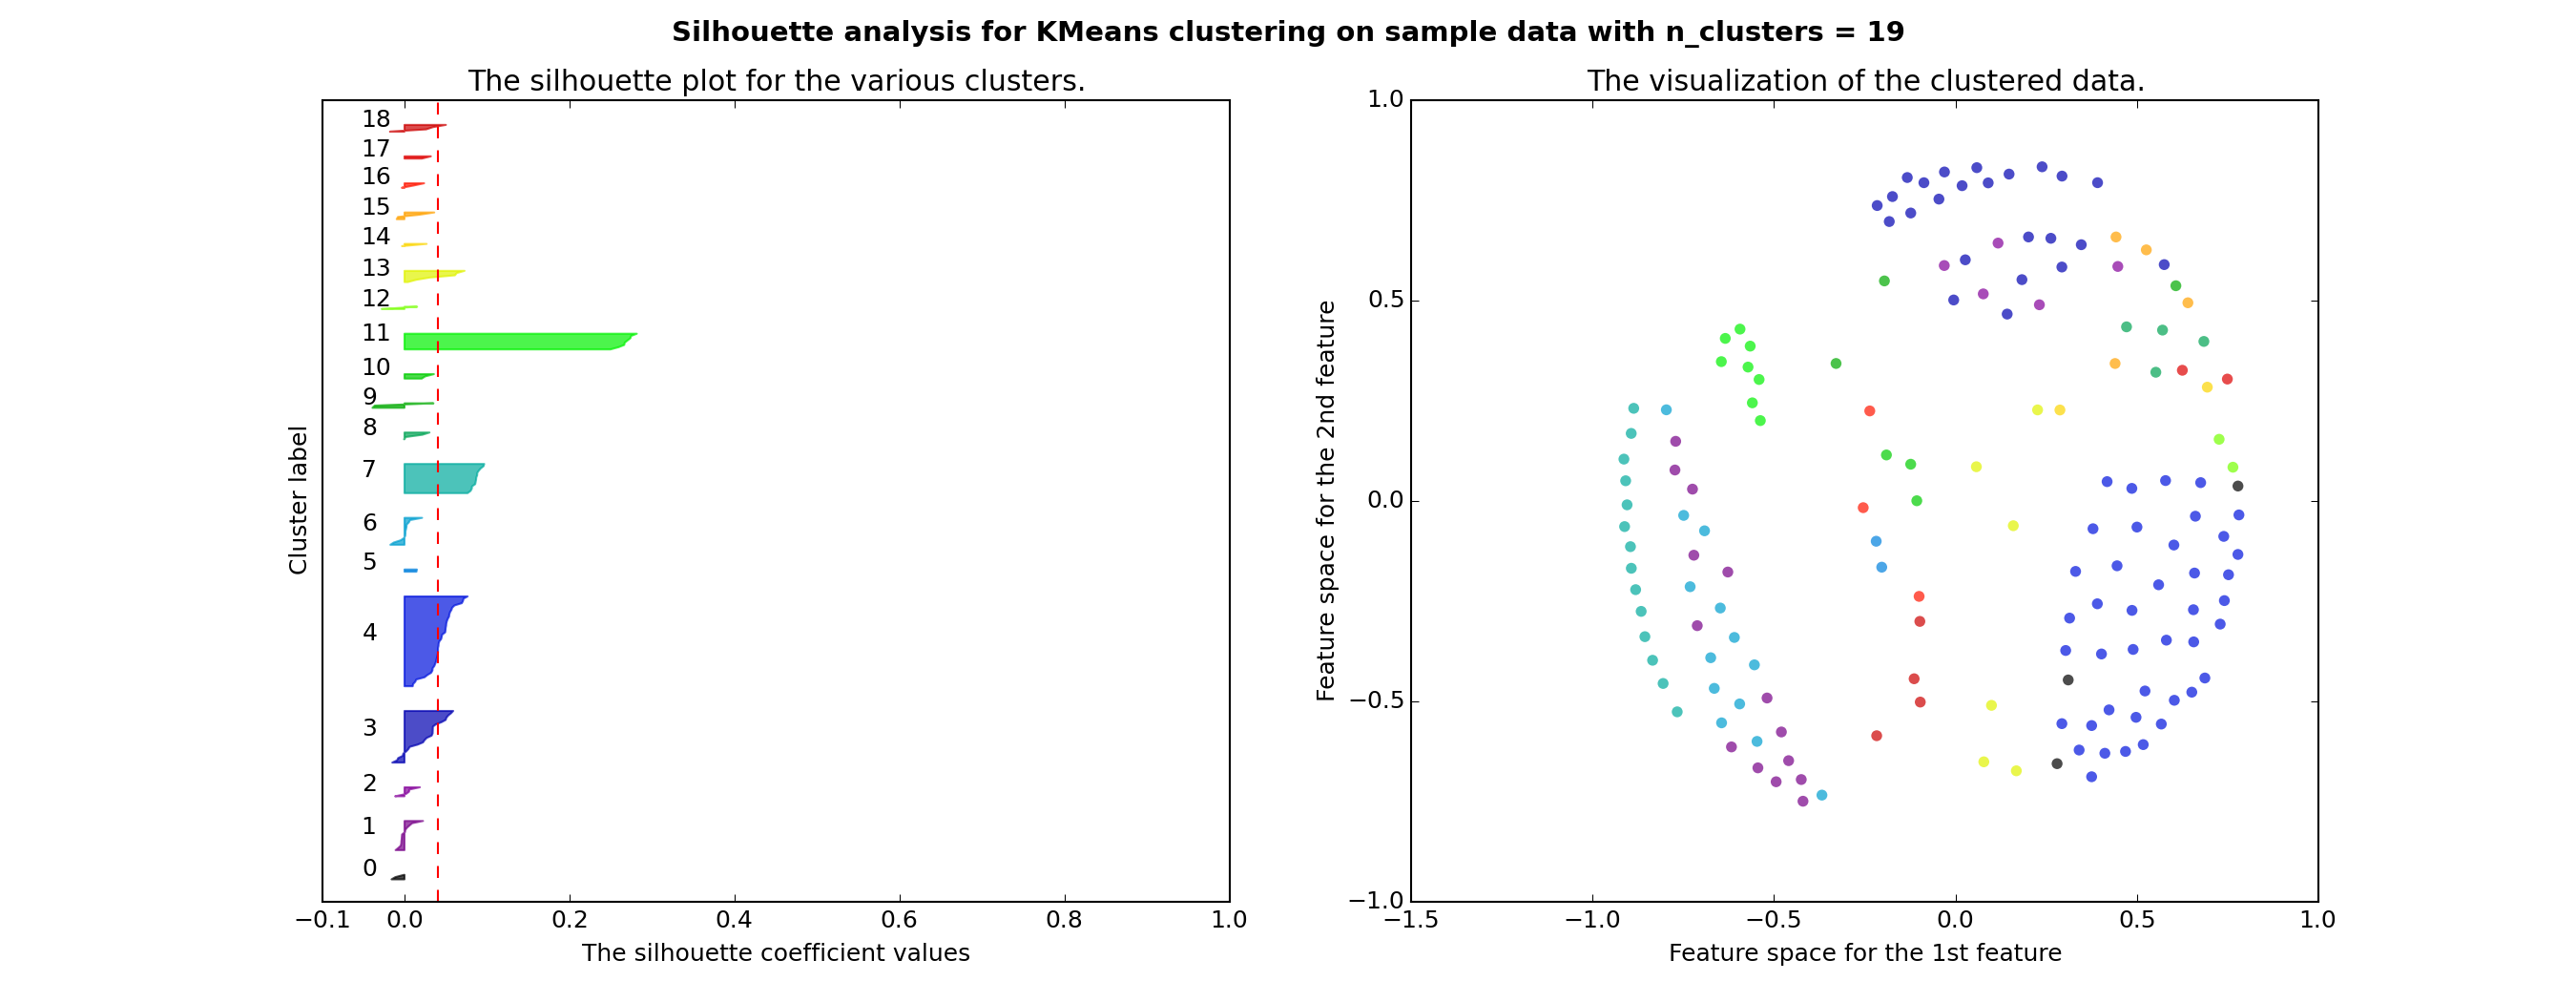 Silhouette analysis for KMeans clustering on sample data with n_clusters = 19
The silhouette plot for the various clusters.
Cluster label
18
17
16
15
14
13
12
11
10
9
8
7
6
5
4
3
2
1
0
−0.1 0.0 0.2 0.4 0.6 0.8 1.0
The silhouette coefficient values
The visualization of the clustered data.
Feature space for the 2nd feature
1.0
0.5
0.0
−0.5
−1.0
−1.5 −1.0 −0.5 0.0 0.5 1.0
Feature space for the 1st feature